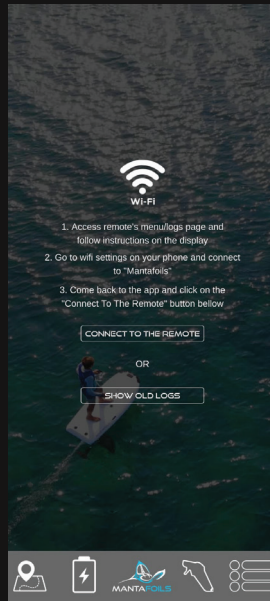 Wi-Fi
1. Access remote's menu/logs page and
follow instructions on the display
2. Go to wifi settings on your phone and connect
to "Mantafoils"
3. Come back to the app and click on the
"Connect To The Remote" button bellow
CONNECT TO THE REMOTE
OR
SHOW OLD LOGS
MANTAFOILS